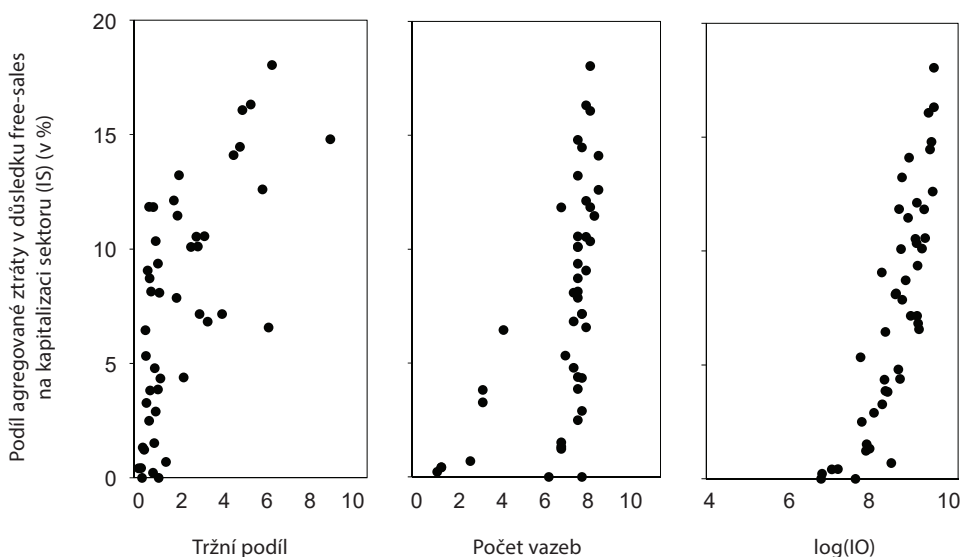 Podíl agregované ztráty v důsledku free-sales
na kapitalizaci sektoru (IS) (v %)
20
15
10
5
0
0 2 4 6 8 10
Tržní podíl
0 2 4 6 8 10
Počet vazeb
4 6 8 10
log(IO)